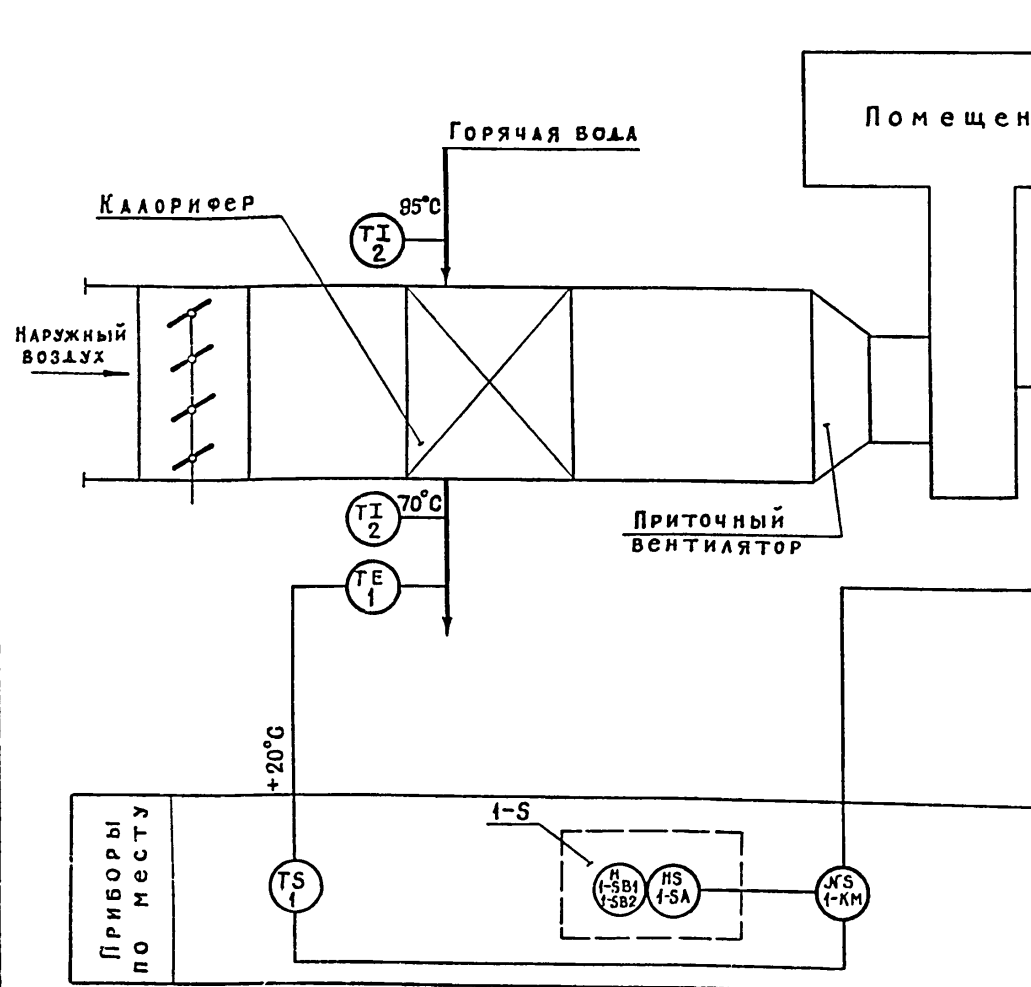 Помещен
Горячая вода
95°C
Калорифер
TI
2
Наружный
воздух
70°C
TI
2
Приточный
вентилятор
TE
1
+20°C
1-S
Приборы
по месту
TS
1
H
1-SB1
1-SB2
HS
1-SA
NS
1-KM